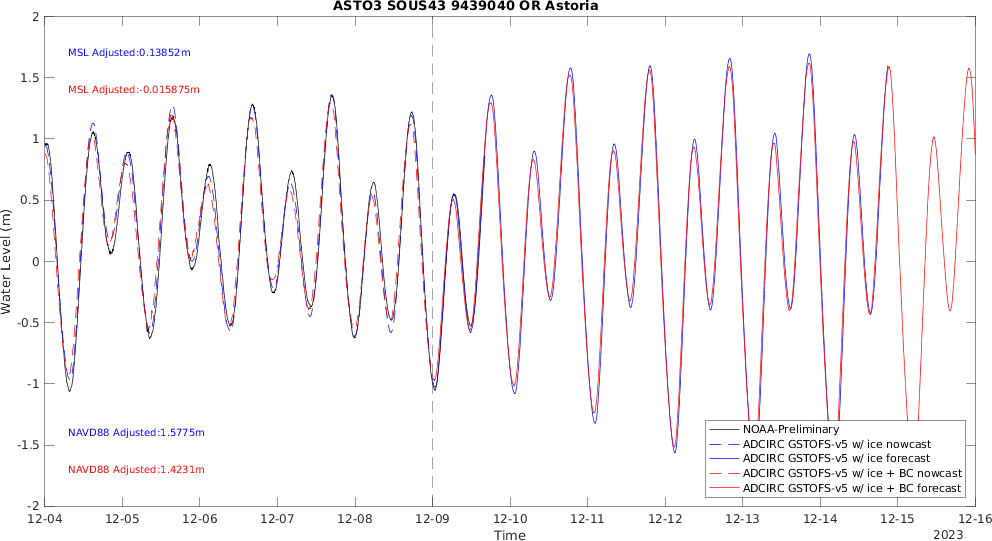 ASTO3 SOUS43 9439040 OR Astoria
MSL Adjusted:0.13852m
MSL Adjusted:-0.015875m
NAVD88 Adjusted:1.5775m
NAVD88 Adjusted:1.4231m
Water Level (m)
2
1.5
1
0.5
0
-0.5
-1
-1.5
-2
NOAA-Preliminary
ADCIRC GSTOFS-v5 w/ ice nowcast
ADCIRC GSTOFS-v5 w/ ice forecast
ADCIRC GSTOFS-v5 w/ ice + BC nowcast
ADCIRC GSTOFS-v5 w/ ice + BC forecast
12-04 12-05 12-06 12-07 12-08 12-09 12-10 12-11 12-12 12-13 12-14 12-15 12-16
Time
2023